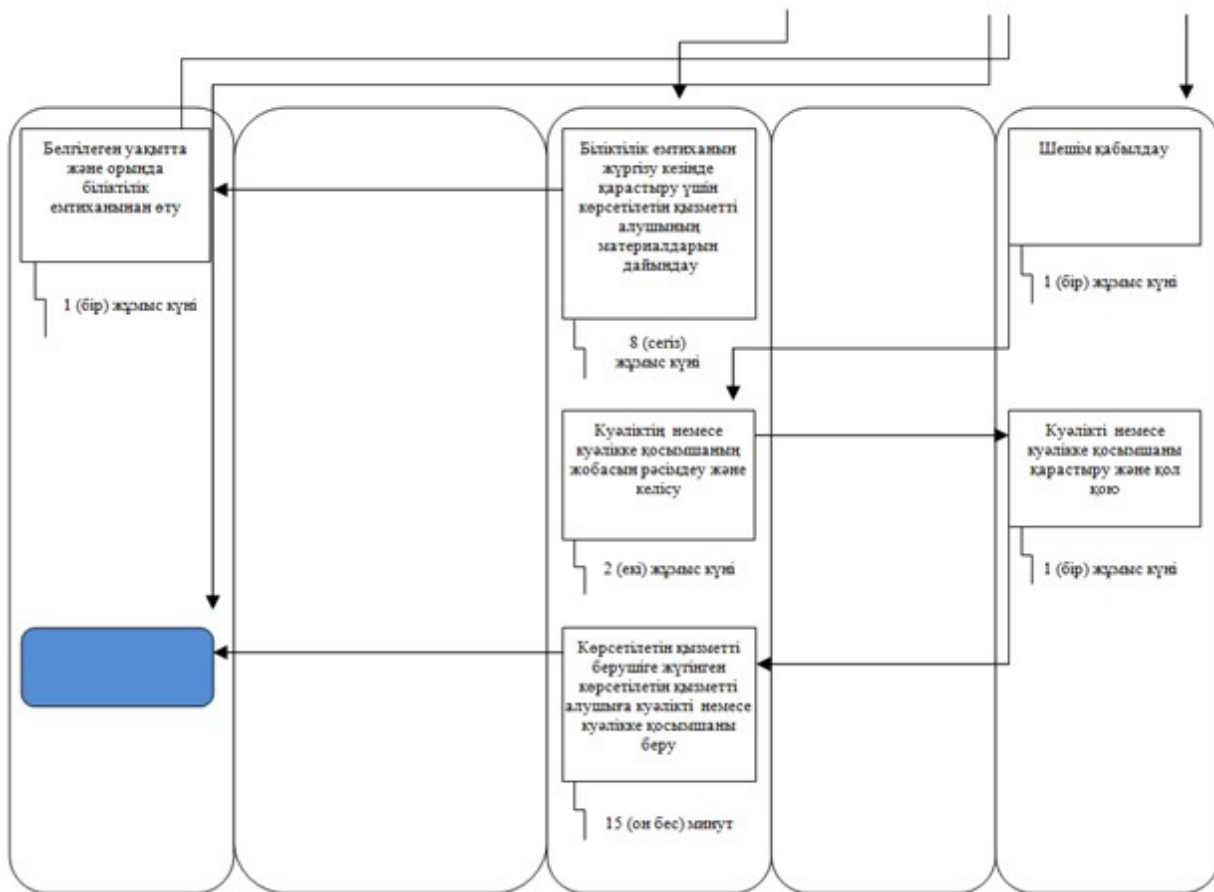 Белгілеген уақытта
және орында
біліктілік
емтиханынан өту
1 (бір) жұмыс күні
Біліктілік емтиханын
жүргізу кезінде
қарастыру үшін
көрсетілетін қызметті
алушының
материалдарын
дайындау
8 (сегіз)
жұмыс күні
Шешім қабылдау
1 (бір) жұмыс күні
Куәліктің немесе
куәлікке қосымшаның
жобасын рәсімдеу және
келісу
2 (екі) жұмыс күні
Куәлікті немесе
куәлікке қосымшаны
қарастыру және қол
қою
1 (бір) жұмыс күні
Көрсетілетін қызметті
берушіге жүгінген
көрсетілетін қызметті
алушыға куәлікті немесе
куәлікке қосымшаны
беру
15 (он бес) минут